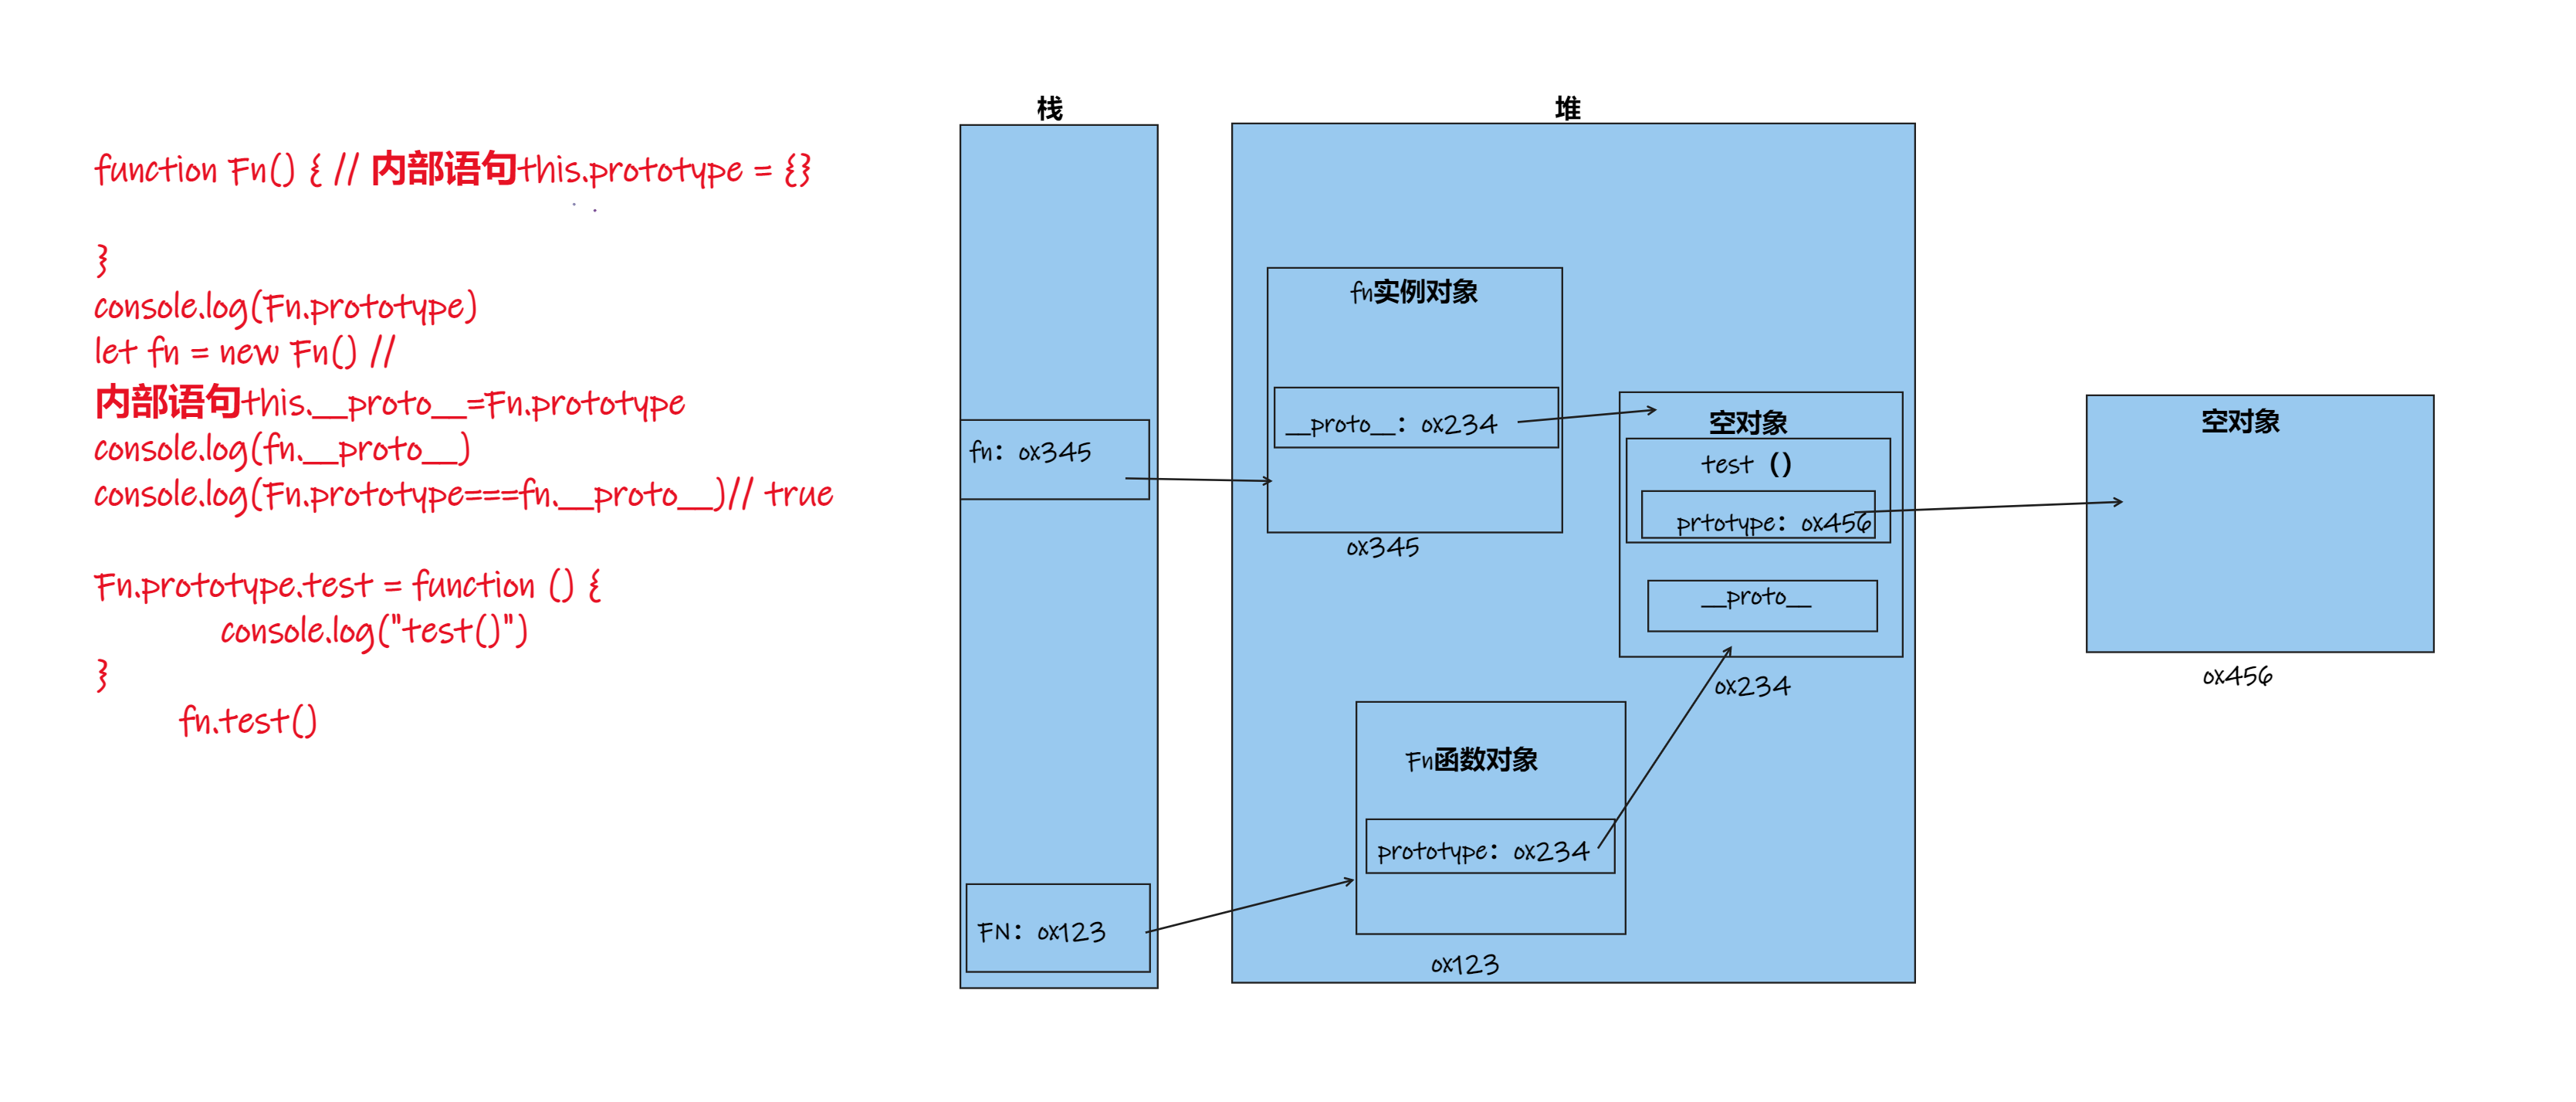 function Fn() { // 内部语句this.prototype = {}
}
console.log(Fn.prototype)
let fn = new Fn() //
内部语句this.__proto__=Fn.prototype
console.log(fn.__proto__)
console.log(Fn.prototype===fn.__proto__)// true
Fn.prototype.test = function () {
console.log("test()")
}
fn.test()
栈
fn：0x345
FN：0x123
堆
fn实例对象
__proto__：0x234
0x345
空对象
test（）
prtotype：0x456
__proto__
0x234
Fn函数对象
prototype：0x234
0x123
空对象
0x456